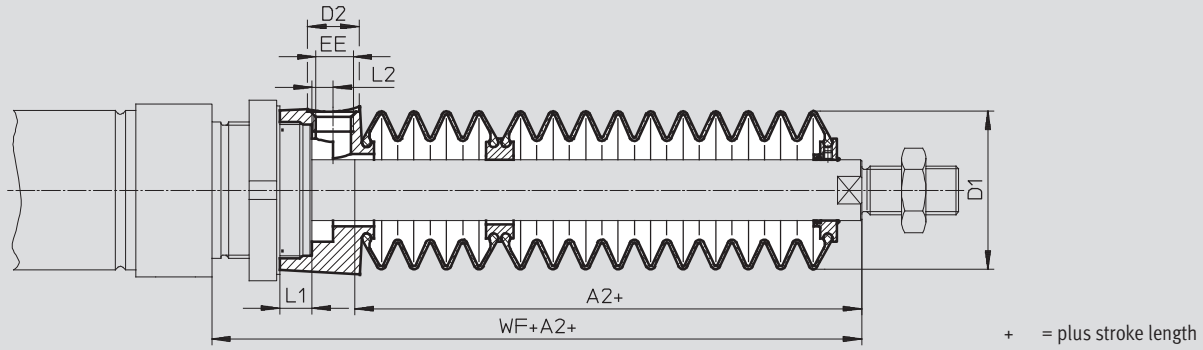 D2
EE
L2
D1
L1
A2+
WF+A2+
+ = plus stroke length